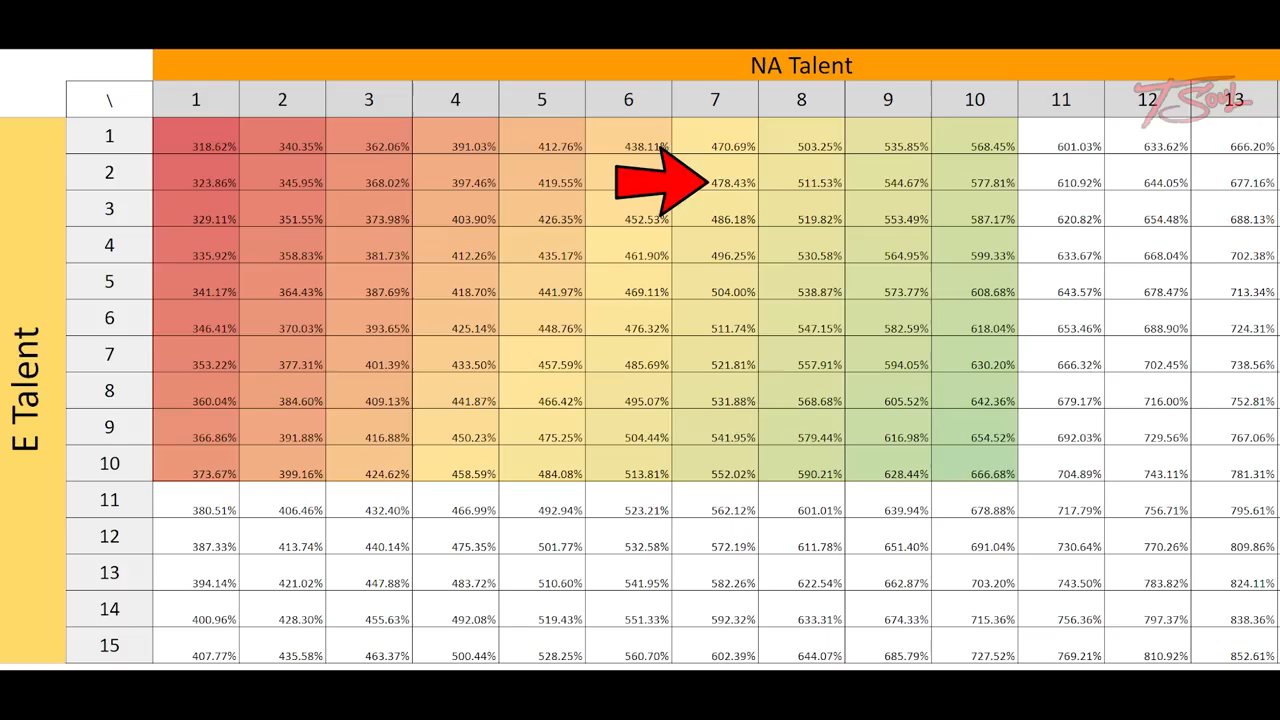 NA Talent
\ 1 2 3 4 5 6 7 8 9 10 11 12 13
TSoul
E Talent
1 318.62% 340.35% 362.06% 391.03% 412.76% 438.11% 470.69% 503.25% 535.85% 568.45% 601.03% 633.62% 666.20%
2 323.86% 345.95% 368.02% 397.46% 419.55% 478.43% 511.53% 544.67% 577.81% 610.92% 644.05% 677.16%
3 329.11% 351.55% 373.98% 403.90% 426.35% 452.53% 486.18% 519.82% 553.49% 587.17% 620.82% 654.48% 688.13%
4 335.92% 358.83% 381.73% 412.26% 435.17% 461.90% 496.25% 530.58% 564.95% 599.33% 633.67% 668.04% 702.38%
5 341.17% 364.43% 387.69% 418.70% 441.97% 469.11% 504.00% 538.87% 573.77% 608.68% 643.57% 678.47% 713.34%
6 346.41% 370.03% 393.65% 425.14% 448.76% 476.32% 511.74% 547.15% 582.59% 618.04% 653.46% 688.90% 724.31%
7 353.22% 377.31% 401.39% 433.50% 457.59% 485.69% 521.81% 557.91% 594.05% 630.20% 666.32% 702.45% 738.56%
8 360.04% 384.60% 409.13% 441.87% 466.42% 495.07% 531.88% 568.68% 605.52% 642.36% 679.17% 716.00% 752.81%
9 366.86% 391.88% 416.88% 450.23% 475.25% 504.44% 541.95% 579.44% 616.98% 654.52% 692.03% 729.56% 767.06%
10 373.67% 399.16% 424.62% 458.59% 484.08% 513.81% 552.02% 590.21% 628.44% 666.68% 704.89% 743.11% 781.31%
11 380.51% 406.46% 432.40% 466.99% 492.94% 523.21% 562.12% 601.01% 639.94% 678.88% 717.79% 756.71% 795.61%
12 387.33% 413.74% 440.14% 475.35% 501.77% 532.58% 572.19% 611.78% 651.40% 691.04% 730.64% 770.26% 809.86%
13 394.14% 421.02% 447.88% 483.72% 510.60% 541.95% 582.26% 622.54% 662.87% 703.20% 743.50% 783.82% 824.11%
14 400.96% 428.30% 455.63% 492.08% 519.43% 551.33% 592.32% 633.31% 674.33% 715.36% 756.36% 797.37% 838.36%
15 407.77% 435.58% 463.37% 500.44% 528.25% 560.70% 602.39% 644.07% 685.79% 727.52% 769.21% 810.92% 852.61%